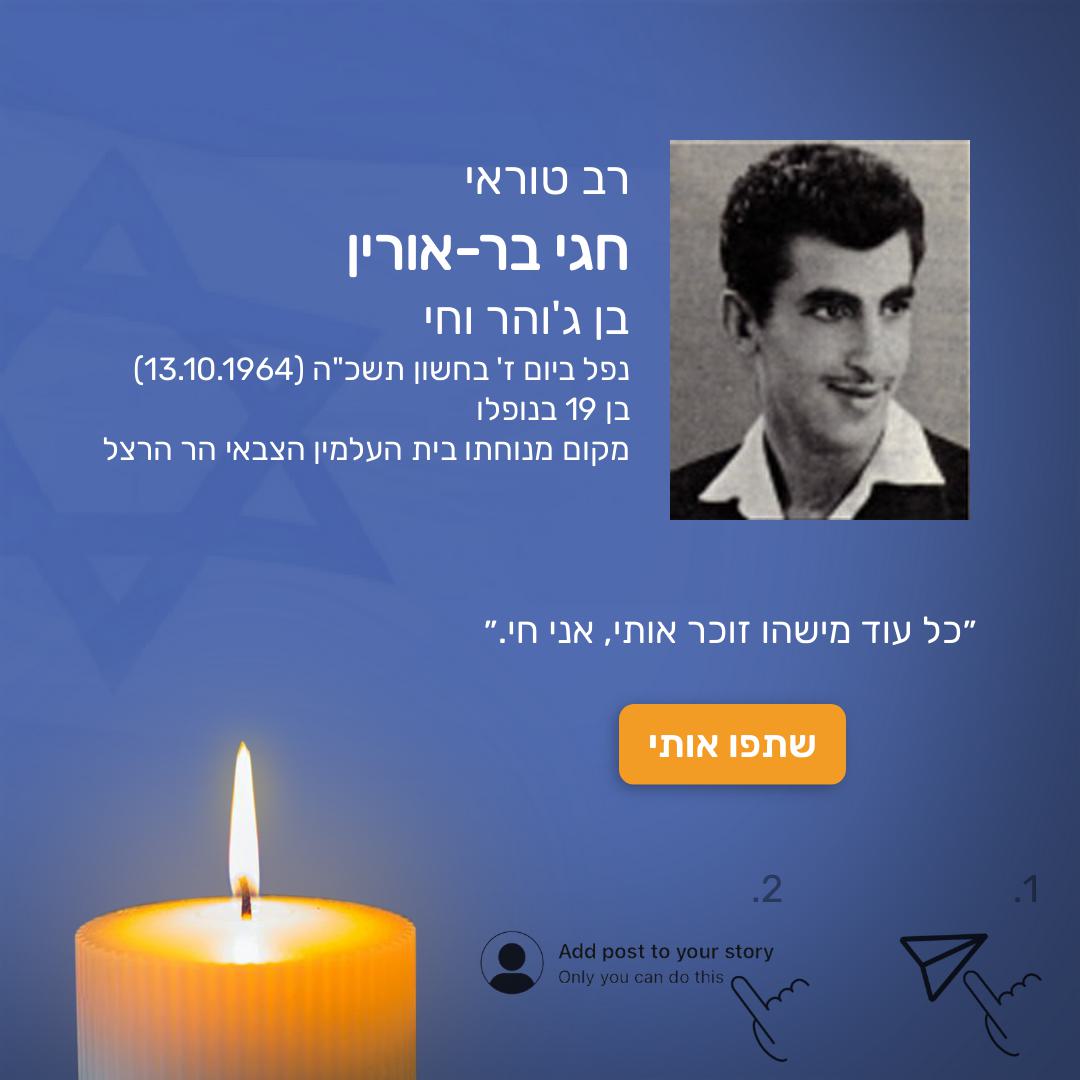 רב טוראי
חגי בר-אורין
בן ג'והר וחי
נפל ביום ז' בחשוון תשכ"ה (13.10.1964)
בן 19 בנופלו
מקום מנוחתו בית העלמין הצבאי הר הרצל
״כל עוד מישהו זוכר אותי, אני חי.״
שתפו אותי
1.
2.
Add post to your story
Only you can do this